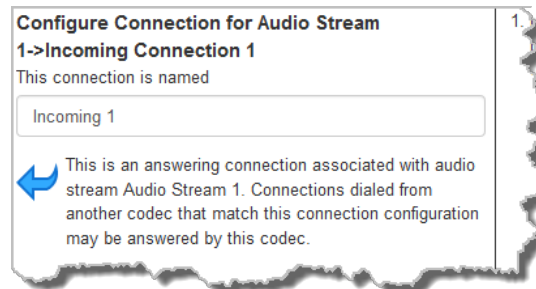 Configure Connection for Audio Stream
1->Incoming Connection 1
This connection is named
Incoming 1
This is an answering connection associated with audio
stream Audio Stream 1. Connections dialed from
another codec that match this connection configuration
may be answered by this codec.
1.